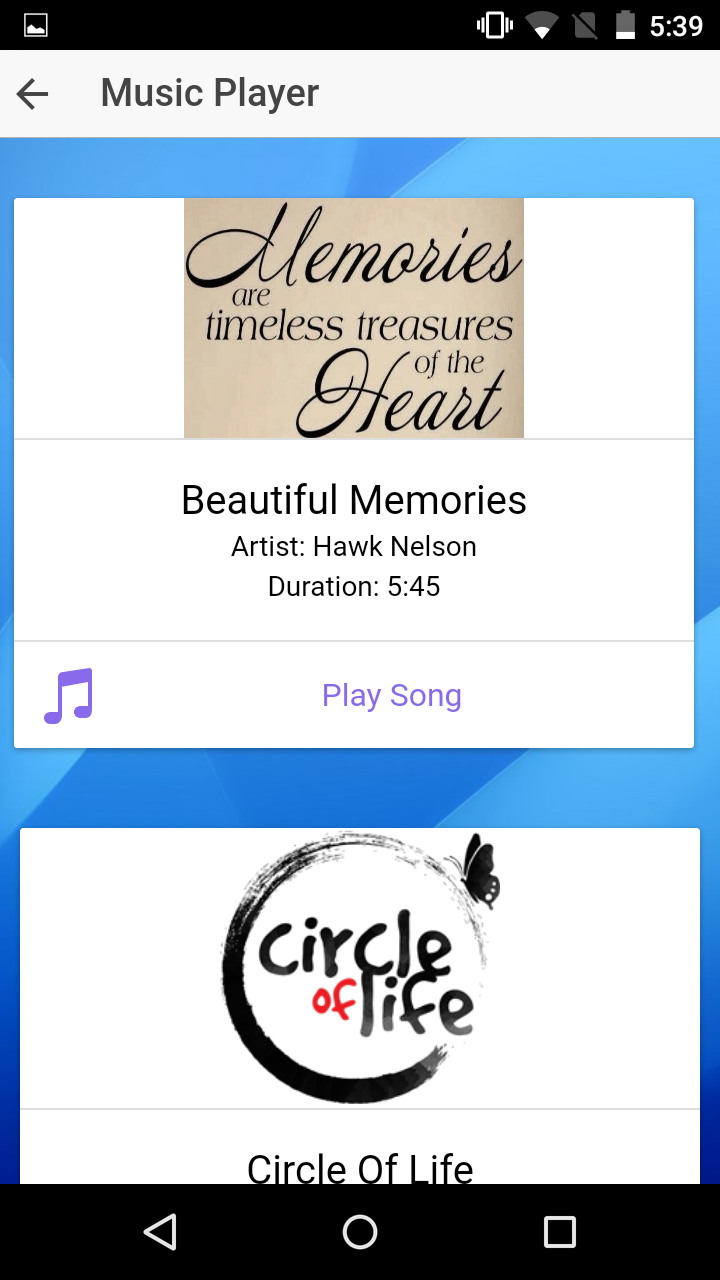 5:39
Music Player
Memories
are
timeless treasures
of the
Heart
Beautiful Memories
Artist: Hawk Nelson
Duration: 5:45
Play Song
circle
of life
Circle Of Life